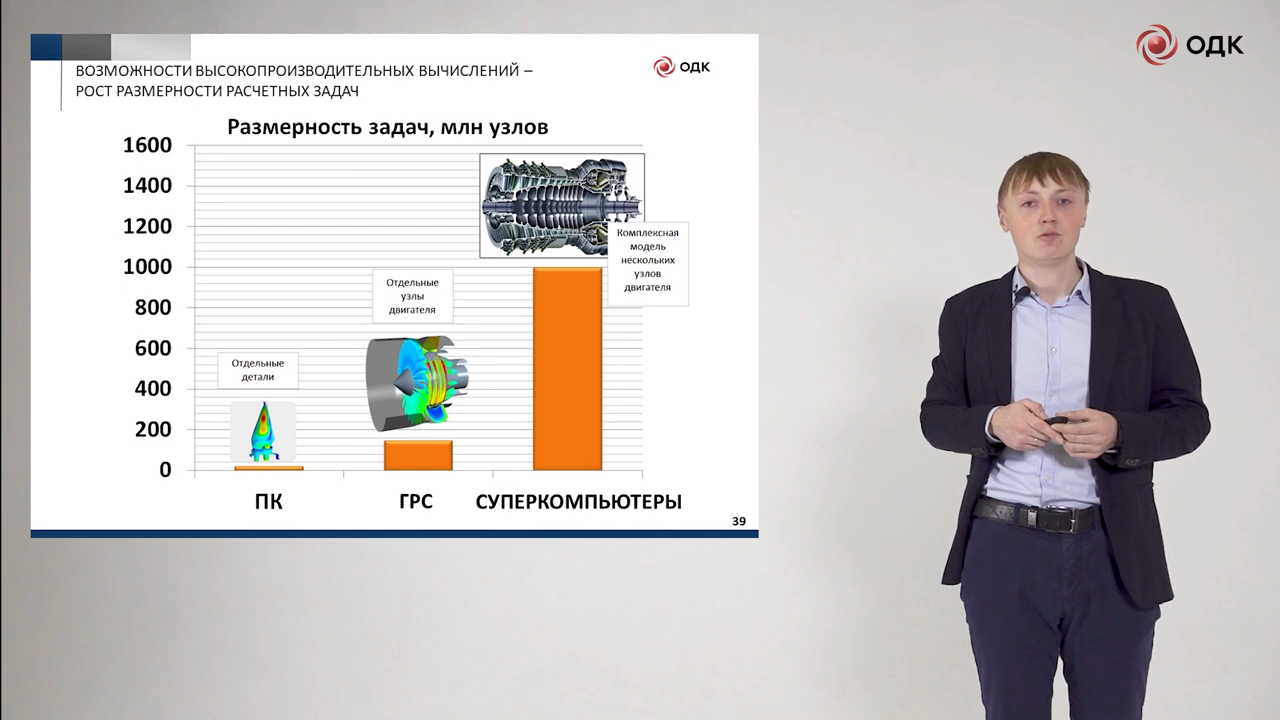 ОДК
ВОЗМОЖНОСТИ ВЫСОКОПРОИЗВОДИТЕЛЬНЫХ ВЫЧИСЛЕНИЙ –
РОСТ РАЗМЕРНОСТИ РАСЧЕТНЫХ ЗАДАЧ
ОДК
Размерность задач, млн узлов
1600
1400
1200
1000
800
600
400
200
0
Комплексная
модель
нескольких
узлов
двигателя
Отдельные
узлы
двигателя
Отдельные
детали
ПК
ГРС
СУПЕРКОМПЬЮТЕРЫ
39